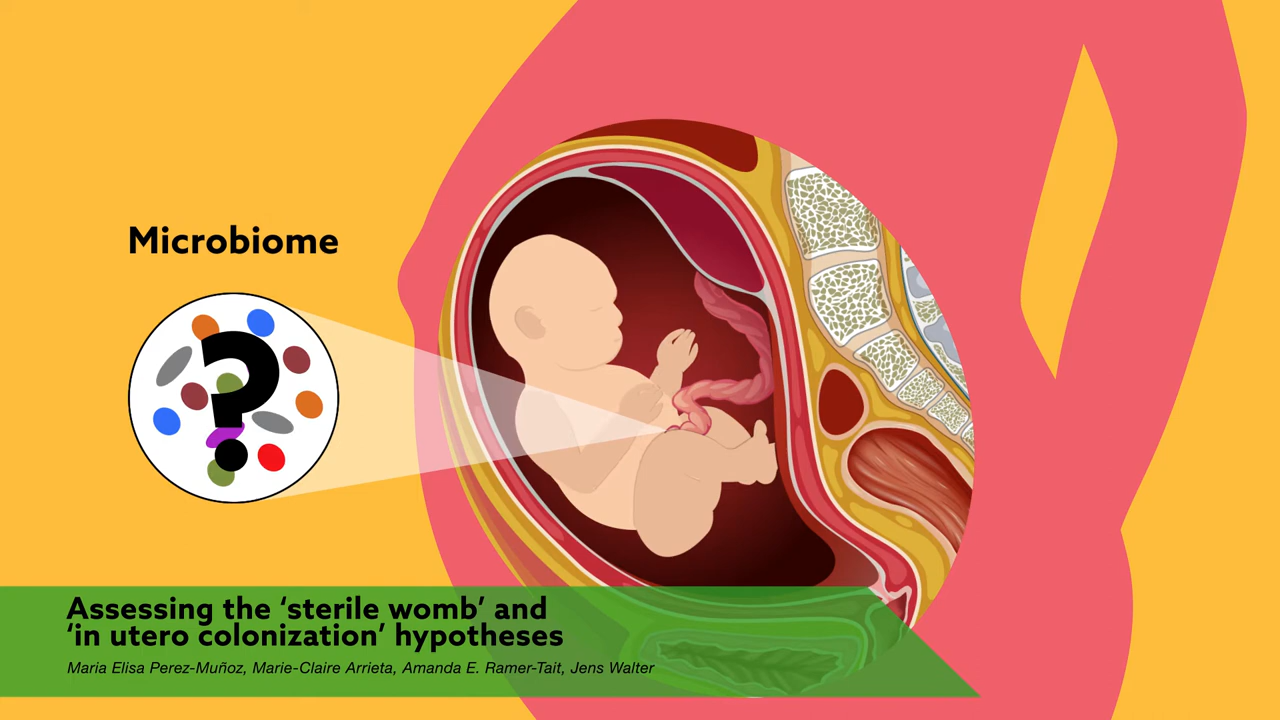 Microbiome
?
Assessing the ‘sterile womb’ and
‘in utero colonization’ hypotheses
Maria Elisa Perez-Muñoz, Marie-Claire Arrieta, Amanda E. Ramer-Tait, Jens Walter